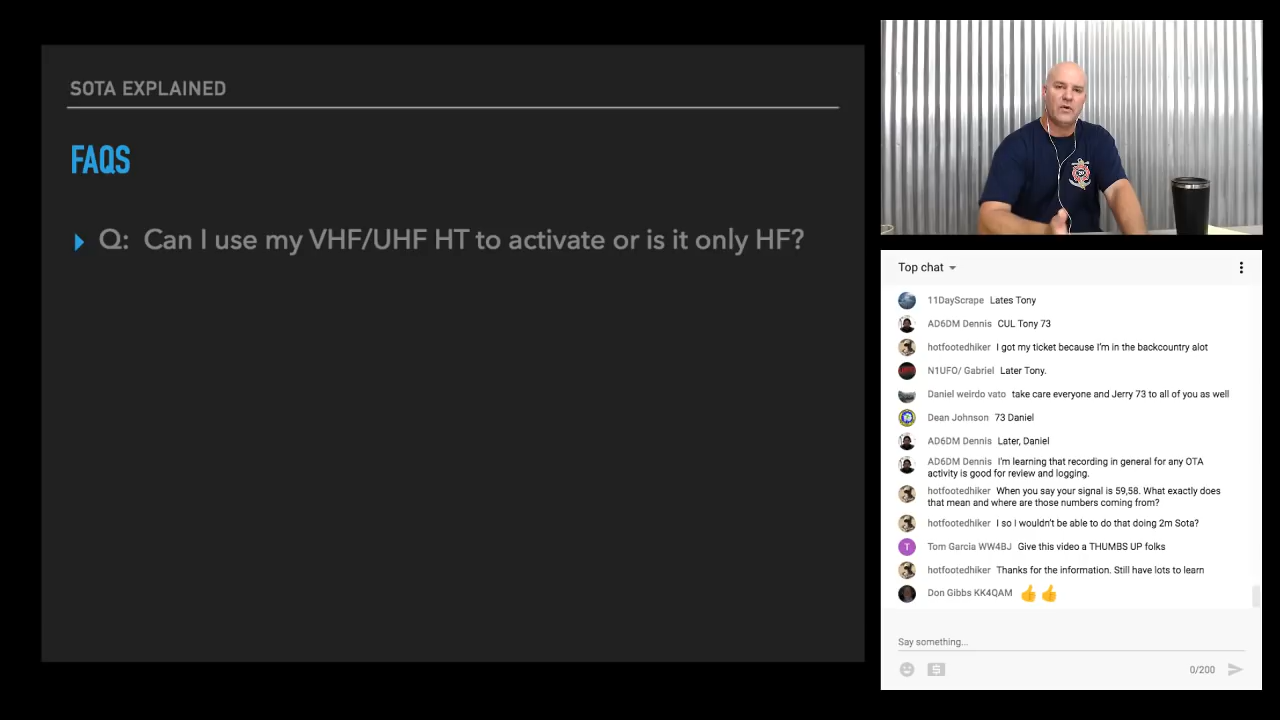 SOTA EXPLAINED
FAQS
Q: Can I use my VHF/UHF HT to activate or is it only HF?
Top chat
11DayScrape Lates Tony
AD6DM Dennis CUL Tony 73
hotfootedhiker I got my ticket because I'm in the backcountry alot
N1UFO/ Gabriel Later Tony.
Daniel weirdo vato take care everyone and Jerry 73 to all of you as well
Dean Johnson 73 Daniel
AD6DM Dennis Later, Daniel
AD6DM Dennis I'm learning that recording in general for any OTA
activity is good for review and logging.
hotfootedhiker When you say your signal is 59,58. What exactly does
that mean and where are those numbers coming from?
hotfootedhiker I so I wouldn't be able to do that doing 2m Sota?
T
Tom Garcia WW4BJ Give this video a THUMBS UP folks
hotfootedhiker Thanks for the information. Still have lots to learn
Don Gibbs KK4QAM 👍 👍
Say something...
0/200